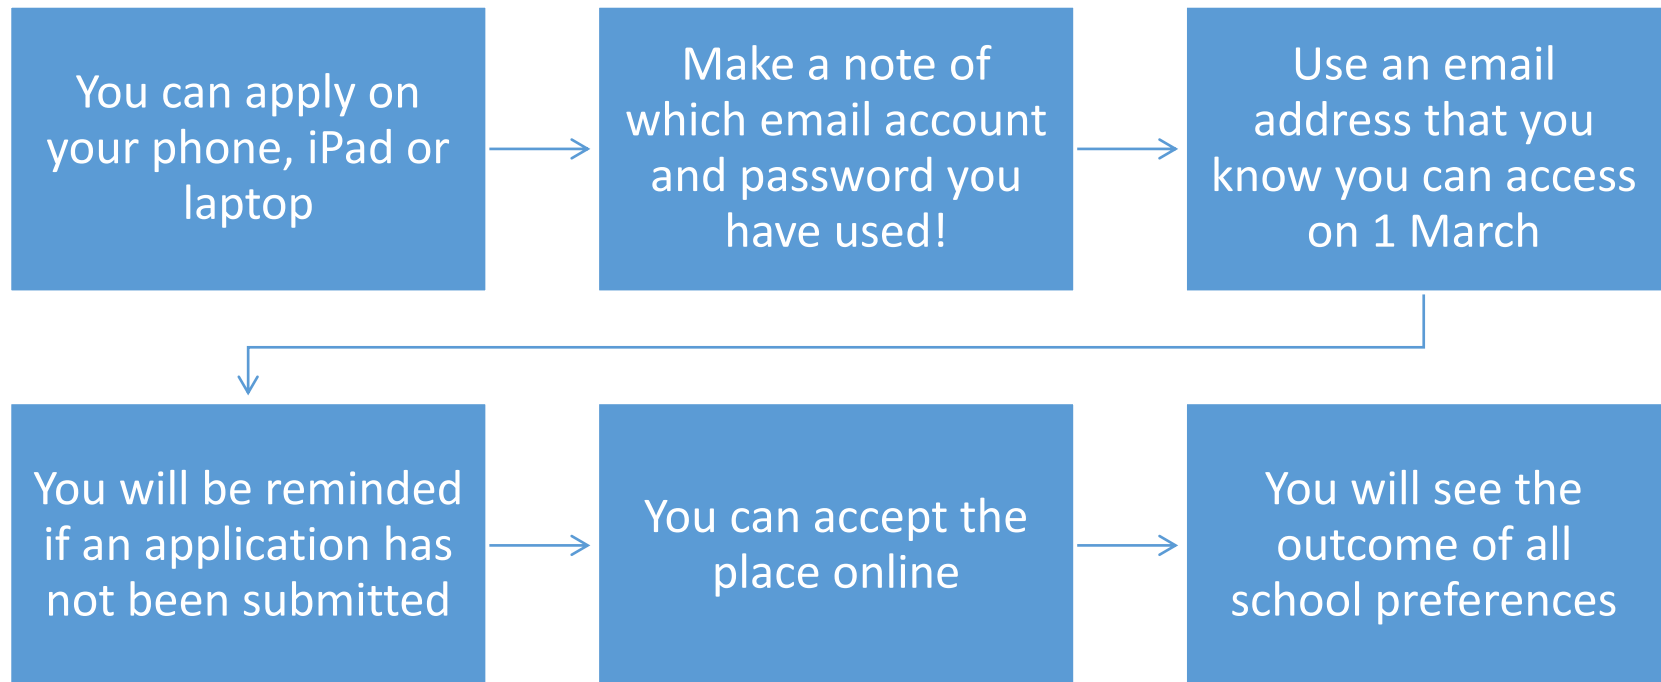 You can apply on
your phone, iPad or
laptop
Make a note of
which email account
and password you
have used!
Use an email
address that you
know you can access
on 1 March
You will be reminded
if an application has
not been submitted
You can accept the
place online
You will see the
outcome of all
school preferences